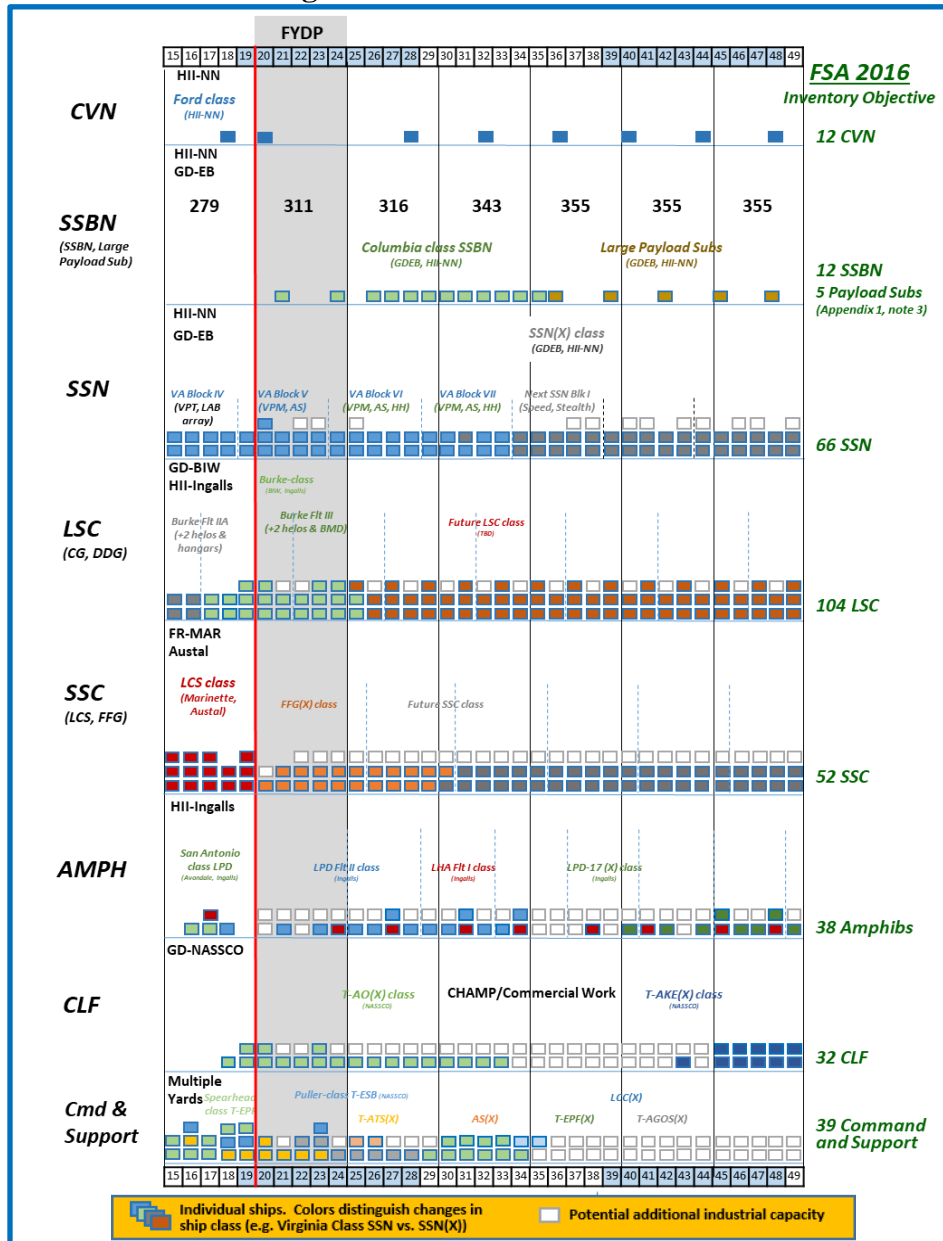 FYDP
15 16 17 18 19 20 21 22 23 24 25 26 27 28 29 30 31 32 33 34 35 36 37 38 39 40 41 42 43 44 45 46 47 48 49
HII-NN
FSA 2016
Inventory Objective
CVN
Ford class
(HII-NN)
12 CVN
HII-NN
GD-EB
279 311 316 343 355 355 355
SSBN
(SSBN, Large
Payload Sub)
Columbia class SSBN
(GDEB, HII-NN)
Large Payload Subs
(GDEB, HII-NN)
12 SSBN
5 Payload Subs
(Appendix 1, note 3)
HII-NN
GD-EB
SSN(X) class
(GDEB, HII-NN)
SSN
VA Block IV
(VPT, LAB
array)
VA Block V
(VPM, AS)
VA Block VI
(VPM, AS, HH)
VA Block VII
(VPM, AS, HH)
Next SSN Blk I
(Speed, Stealth)
66 SSN
GD-BIW
HII-Ingalls
Burke-class
(BIW, Ingalls)
LSC
(CG, DDG)
Burke Flt IIA
(+2 helos &
hangars)
Burke Flt III
(+2 helos & BMD)
Future LSC class
(TBD)
104 LSC
FR-MAR
Austal
SSC
(LCS, FFG)
LCS class
(Marinette,
Austal)
FFG(X) class
Future SSC class
52 SSC
HII-Ingalls
AMPH
San Antonio
class LPD
(Avondale, Ingalls)
LPD Flt II class
(Ingalls)
LHA Flt I class
(Ingalls)
LPD-17 (X) class
(Ingalls)
38 Amphibs
GD-NASSCO
CLF
T-AO(X) class
(NASSCO)
CHAMP/Commercial Work
T-AKE(X) class
(NASSCO)
32 CLF
Multiple
Yards
Cmd &
Support
Spearhead
class T-EPF
Puller-class T-ESB (NASSCO)
T-ATS(X)
AS(X)
T-EPF(X)
LCC(X)
T-AGOS(X)
39 Command
and Support
15 16 17 18 19 20 21 22 23 24 25 26 27 28 29 30 31 32 33 34 35 36 37 38 39 40 41 42 43 44 45 46 47 48 49
Individual ships. Colors distinguish changes in
ship class (e.g. Virginia Class SSN vs. SSN(X))
Potential additional industrial capacity